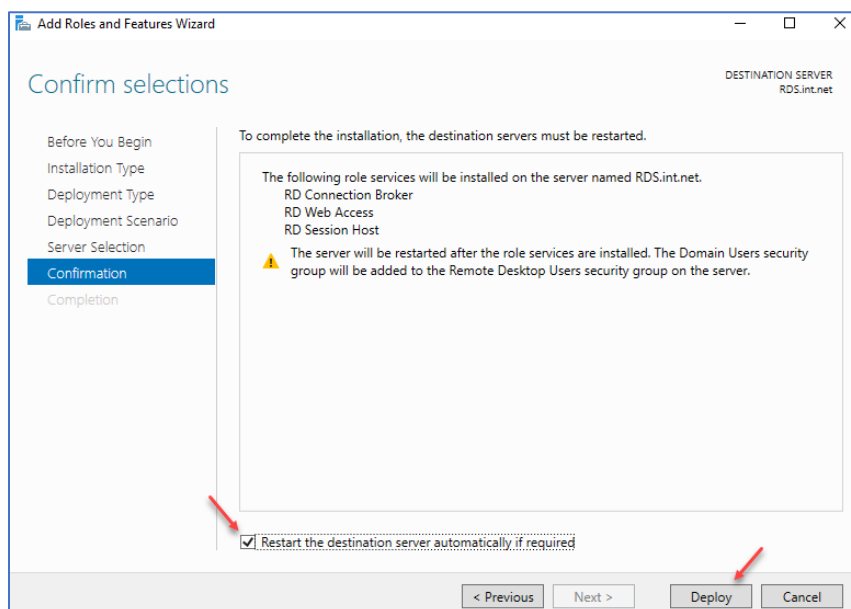 Add Roles and Features Wizard
Confirm selections
DESTINATION SERVER
RDS.int.net
Before You Begin
Installation Type
Deployment Type
Deployment Scenario
Server Selection
Confirmation
Completion
To complete the installation, the destination servers must be restarted.
The following role services will be installed on the server named RDS.int.net.
RD Connection Broker
RD Web Access
RD Session Host
The server will be restarted after the role services are installed. The Domain Users security
group will be added to the Remote Desktop Users security group on the server.
Restart the destination server automatically if required
< Previous
Next >
Deploy
Cancel